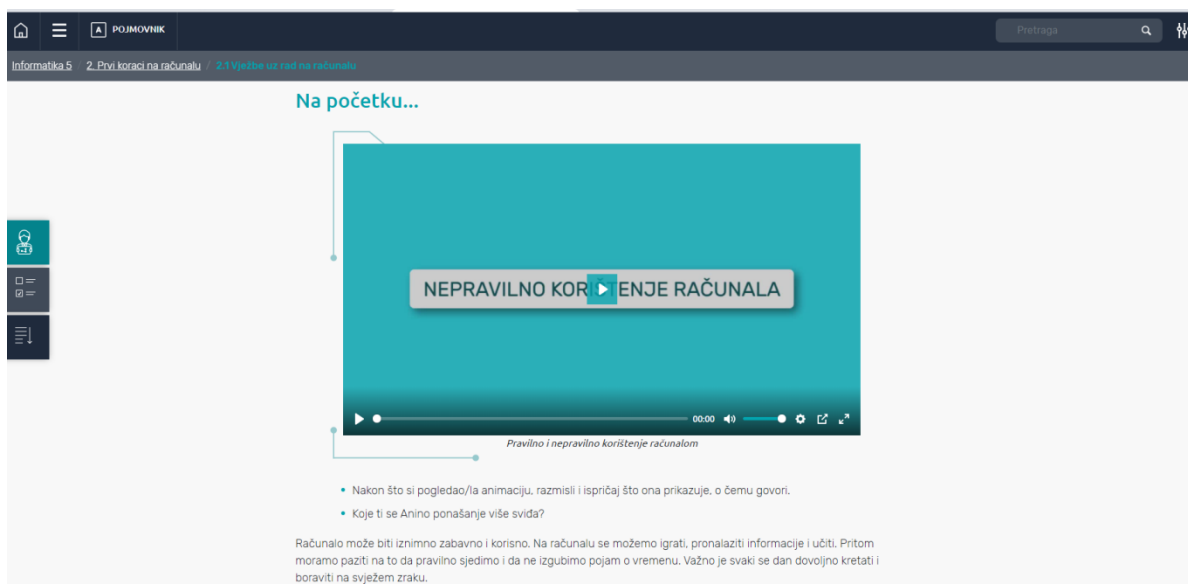 POJMOVNIK
Pretraga
Informatika 5 / 2. Prvi koraci na računalu / 2.1 Vježbe uz rad na računalu
Na početku...
NEPRAVILNO KORIŠTENJE RAČUNALA
00:00
Pravilno i nepravilno korištenje računalom
• Nakon što si pogledao/la animaciju, razmisli i ispričaj što ona prikazuje, o čemu govori.
• Koje ti se Anino ponašanje više sviđa?
Računalo može biti iznimno zabavno i korisno. Na računalu se možemo igrati, pronalaziti informacije i učiti. Pritom
moramo paziti na to da pravilno sjedimo i da ne izgubimo pojam o vremenu. Važno je svaki se dan dovoljno kretati i
boraviti na svježem zraku.